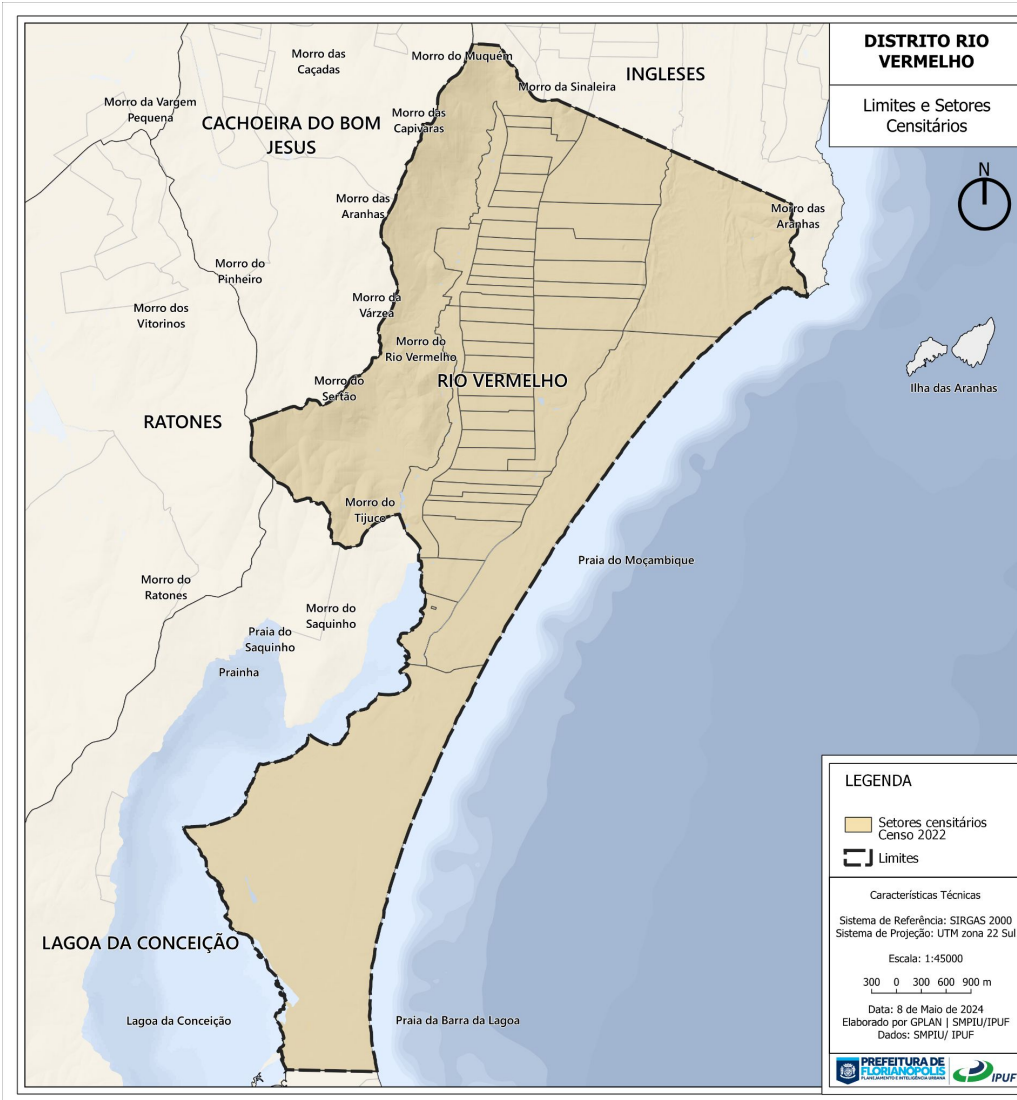 DISTRITO RIO
VERMELHO
Limites e Setores
Censitários
N
Morro das
Caçadas
Morro do Muquém
INGLESES
Morro da Sinaleira
Morro da Vargem
Pequena
CACHOEIRA DO BOM
JESUS
Morro das
Capivaras
Morro das
Aranhas
Morro das
Aranhas
Morro do
Pinheiro
Morro da
Várzea
Morro dos
Vitorinos
Morro do
Rio Vermelho
RIO VERMELHO
Morro do
Sertão
Ilha das Aranhas
RATONES
Morro do
Tijuco
Praia do Moçambique
Morro do
Ratones
Morro do
Saquinho
Praia do
Saquinho
Prainha
LAGOA DA CONCEIÇÃO
Lagoa da Conceição
Praia da Barra da Lagoa
LEGENDA
Setores censitários
Censo 2022
Limites
Características Técnicas
Sistema de Referência: SIRGAS 2000
Sistema de Projeção: UTM zona 22 Sul
Escala: 1:45000
300 0 300 600 900 m
Data: 8 de Maio de 2024
Elaborado por GPLAN | SMPIU/IPUF
Dados: SMPIU/ IPUF
PREFEITURA DE
FLORIANÓPOLIS
PLANEJAMENTO E INTELIGÊNCIA URBANA
IPUF